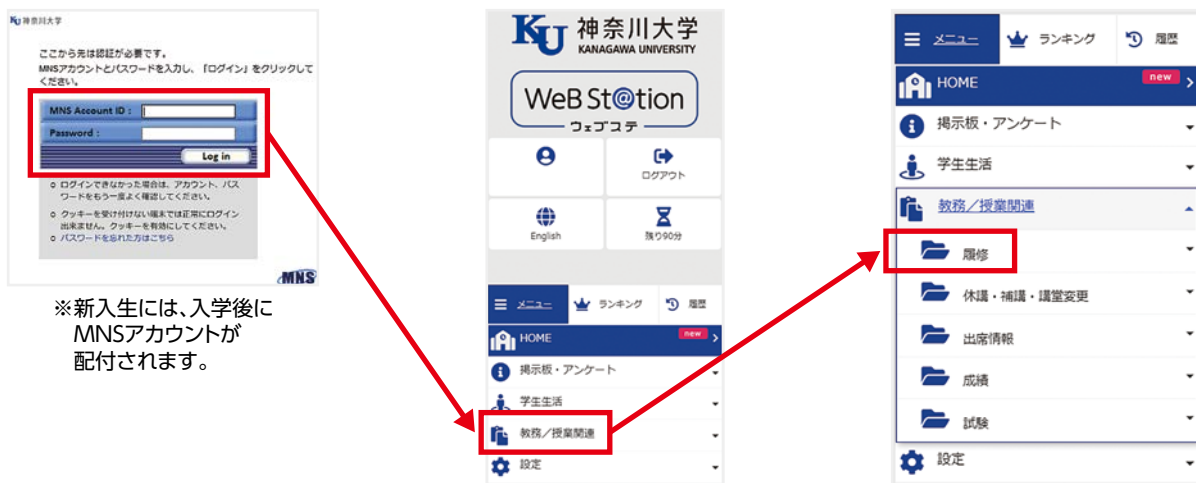 KU 神奈川大学
ここから先は認証が必要です。
MNSアカウントとパスワードを入力し、「ログイン」をクリックして
ください。
MNS Account ID :
Password :
Log in
ログインできなかった場合は、アカウント、パス
ワードをもう一度よく確認してください。
クッキーを受け付けない端末では正常にログイン
出来ません。クッキーを有効にしてください。
パスワードを忘れた方はこちら
MNS
※新入生には、入学後に
MNSアカウントが
配付されます。
KU 神奈川大学
KANAGAWA UNIVERSITY
WeB St@tion
ウェブステ
ログアウト
English
残り90分
メニュー
ランキング
履歴
HOME
new
掲示板・アンケート
学生生活
教務／授業関連
設定
メニュー
ランキング
履歴
HOME
new
掲示板・アンケート
学生生活
教務／授業関連
履修
休講・補講・講堂変更
出席情報
成績
試験
設定